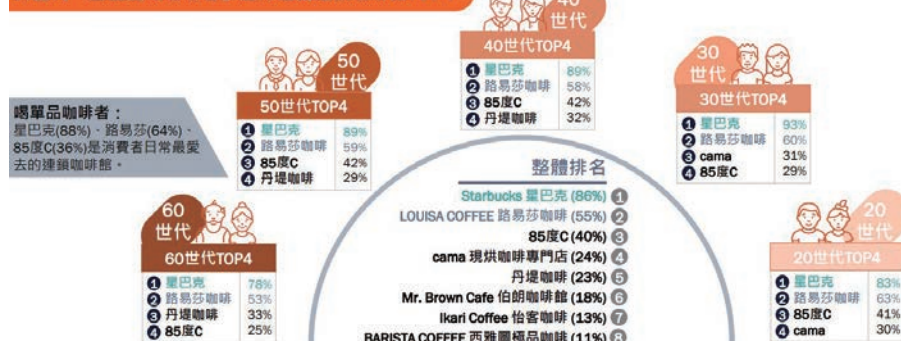 40
世代
40世代TOP4
1 星巴克 89%
2 路易莎咖啡 58%
3 85度C 42%
4 丹堤咖啡 32%
50
世代
50世代TOP4
1 星巴克 89%
2 路易莎咖啡 59%
3 85度C 42%
4 丹堤咖啡 29%
30
世代
30世代TOP4
1 星巴克 93%
2 路易莎咖啡 60%
3 cama 31%
4 85度C 29%
喝單品咖啡者：
星巴克(88%)、路易莎(64%)、
85度C(36%)是消費者日常最愛
去的連鎖咖啡館。
60
世代
60世代TOP4
1 星巴克 78%
2 路易莎咖啡 53%
3 丹堤咖啡 33%
4 85度C 25%
整體排名
Starbucks 星巴克 (86%) 1
LOUISA COFFEE 路易莎咖啡 (55%) 2
85度C (40%) 3
cama 現烘咖啡專門店 (24%) 4
丹堤咖啡 (23%) 5
Mr. Brown Cafe 伯朗咖啡館 (18%) 6
Ikari Coffee 怡客咖啡 (13%) 7
BARISTA COFFEE 西雅圖極品咖啡 (11%) 8
20
世代
20世代TOP4
1 星巴克 83%
2 路易莎咖啡 63%
3 85度C 41%
4 cama 30%